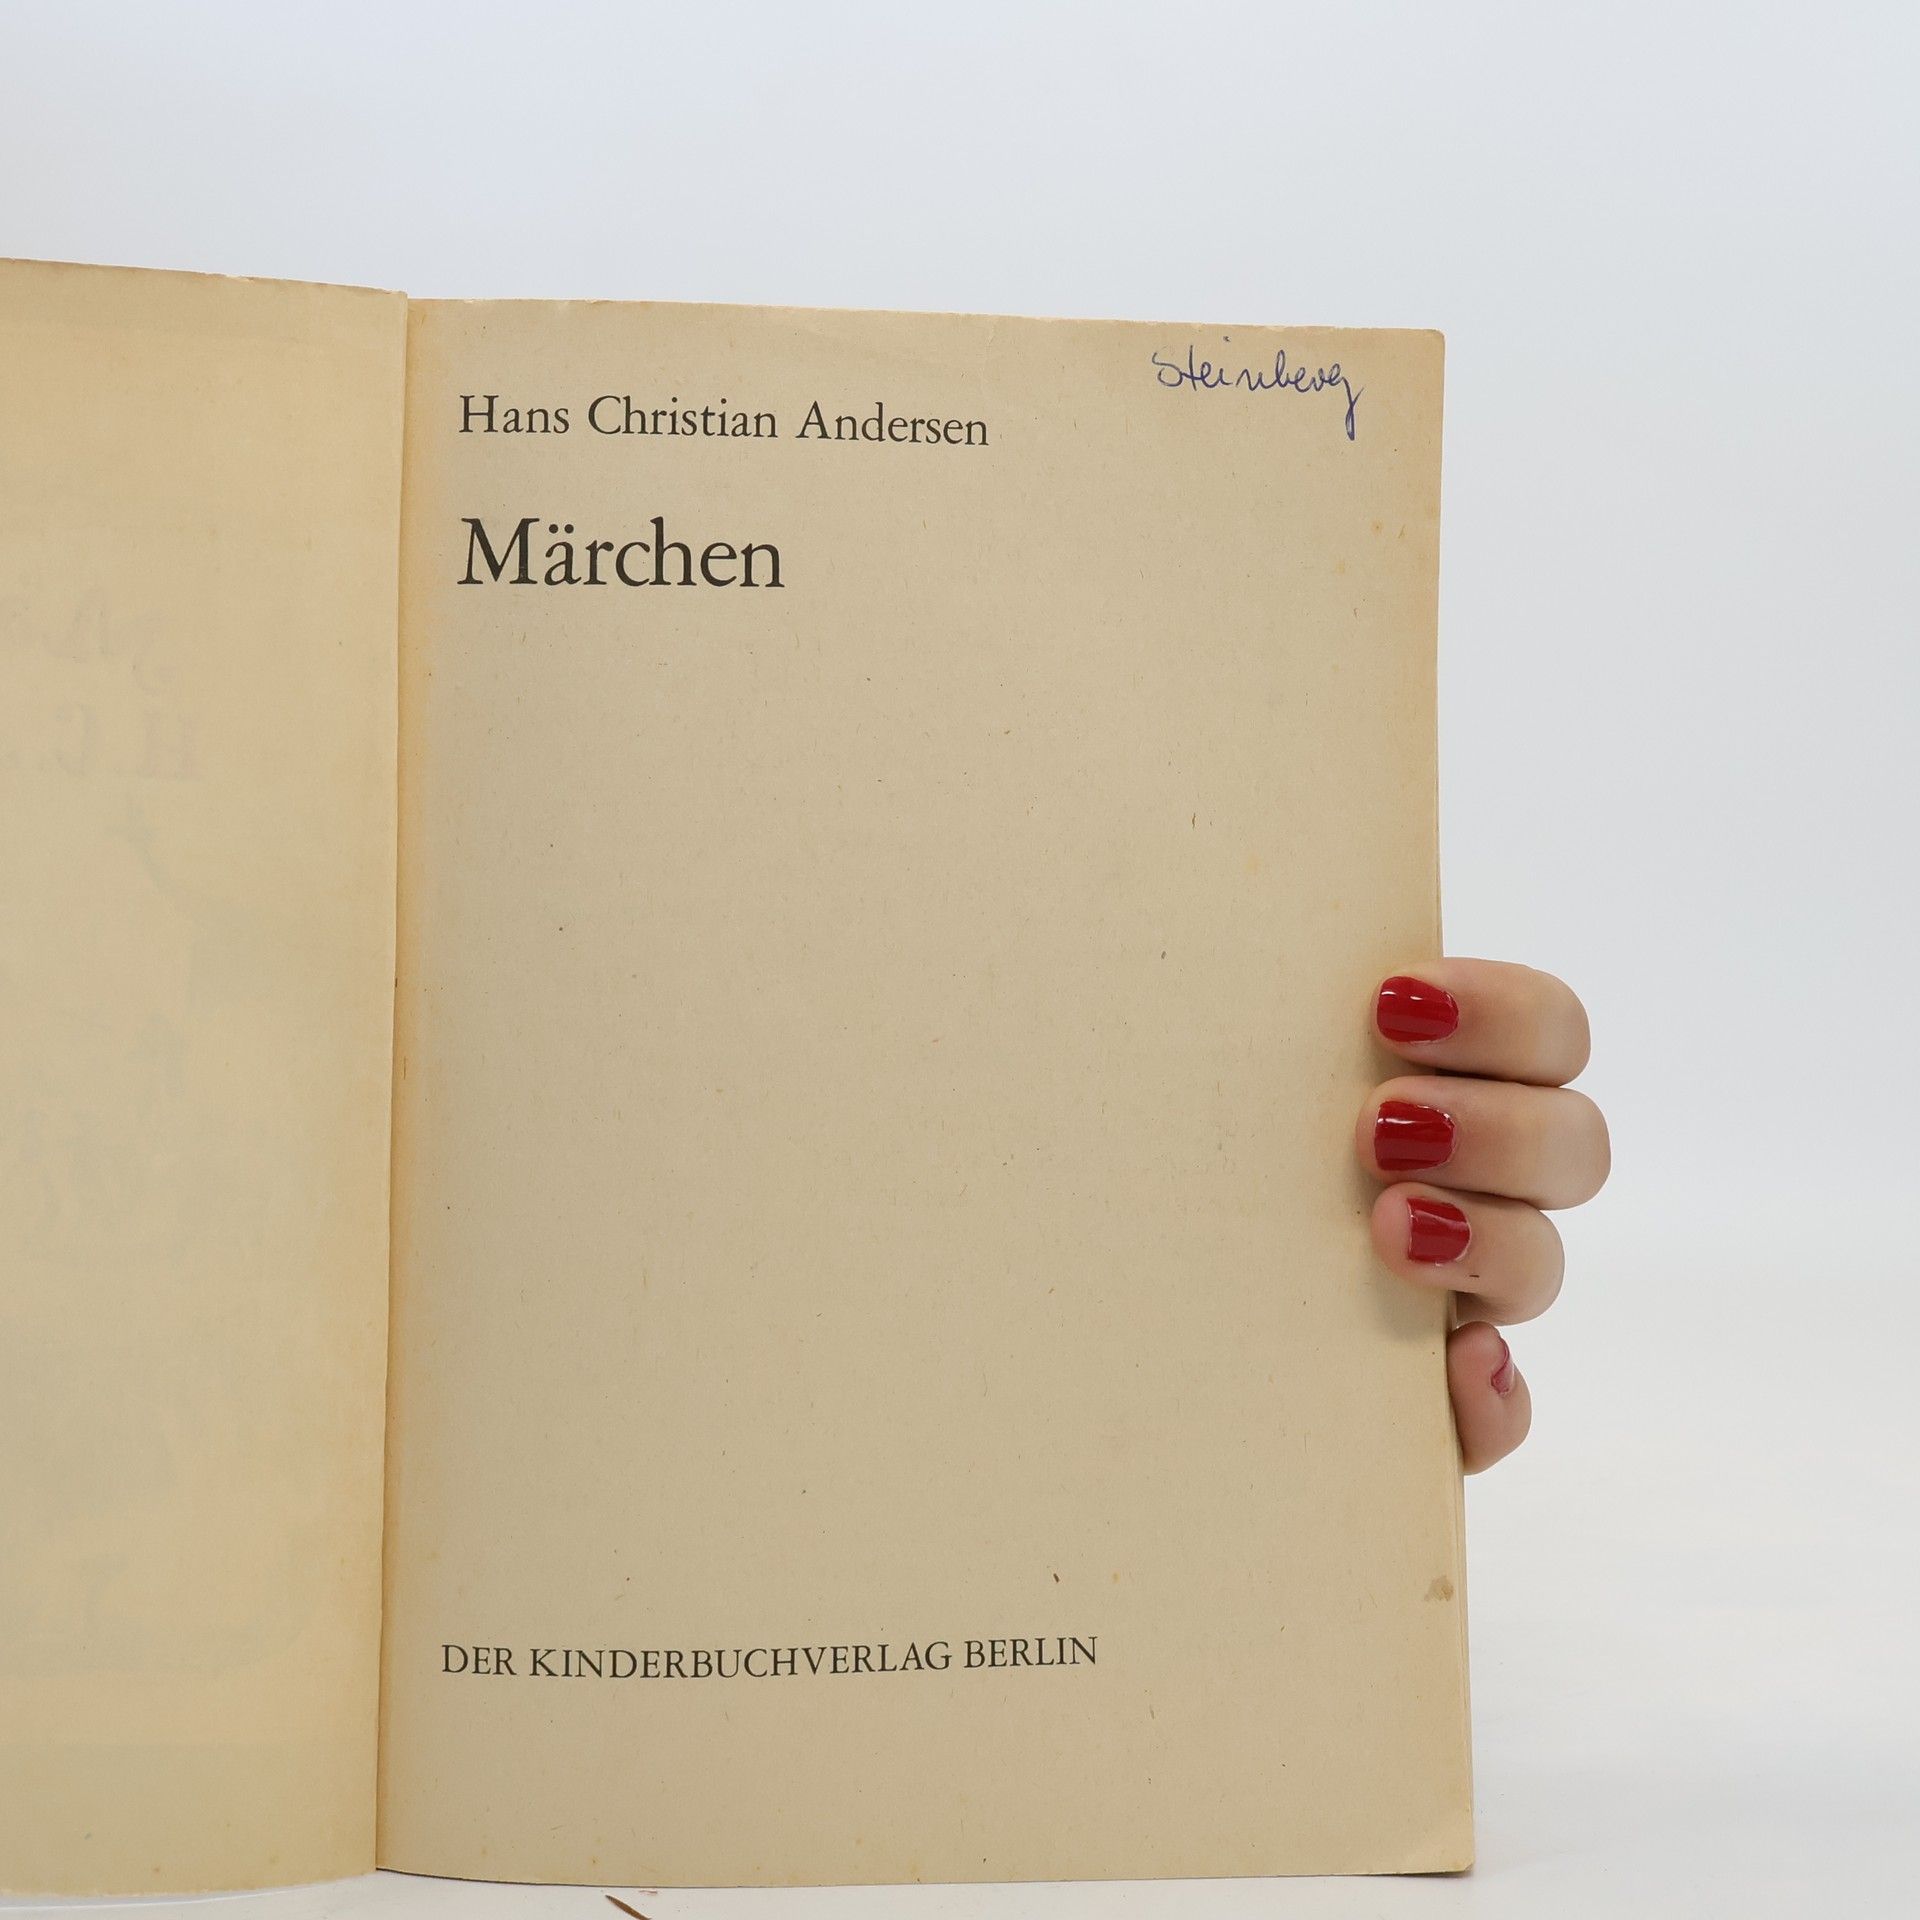 Steinberg
Hans Christian Andersen
Märchen
DER KINDERBUCHVERLAG BERLIN